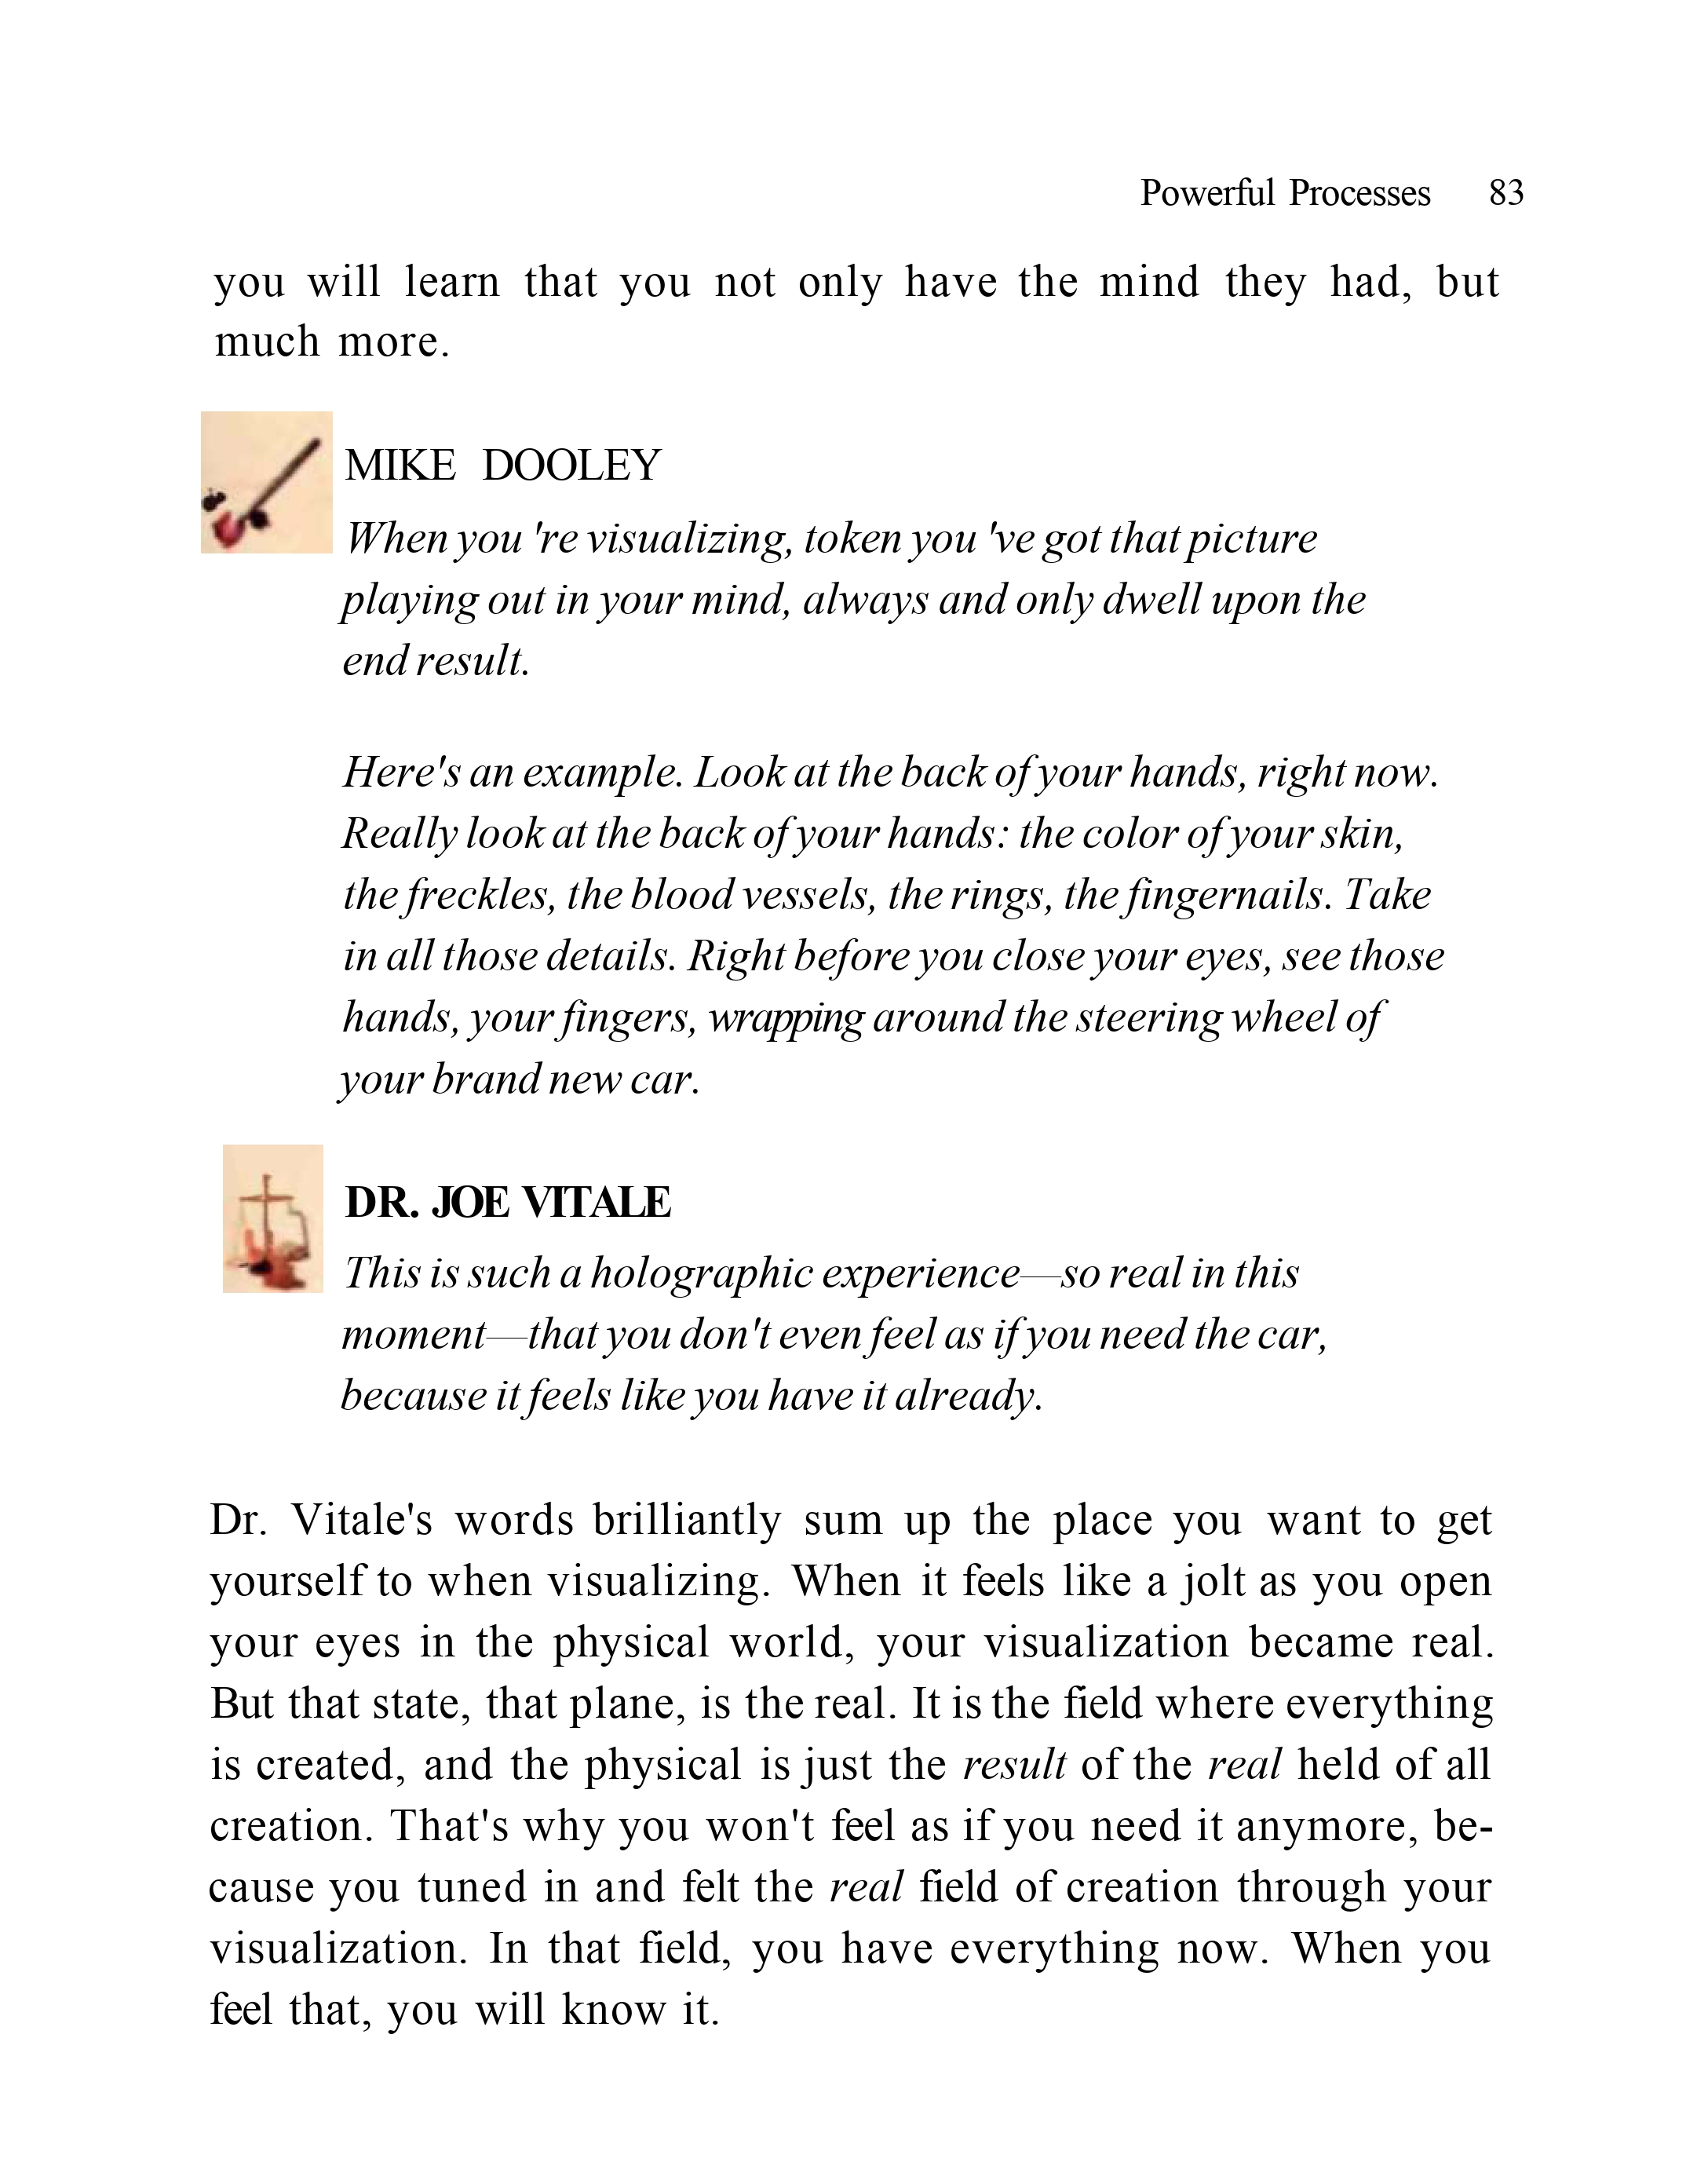 Powerful Processes 83
you will learn that you not only have the mind they had, but
much more.
MIKE DOOLEY
When you 're visualizing, token you 've got that picture
playing out in your mind, always and only dwell upon the
end result.
Here's an example. Look at the back of your hands, right now.
Really look at the back of your hands: the color of your skin,
the freckles, the blood vessels, the rings, the fingernails. Take
in all those details. Right before you close your eyes, see those
hands, your fingers, wrapping around the steering wheel of
your brand new car.
DR. JOE VITALE
This is such a holographic experience—so real in this
moment—that you don't even feel as if you need the car,
because it feels like you have it already.
Dr. Vitale's words brilliantly sum up the place you want to get
yourself to when visualizing. When it feels like a jolt as you open
your eyes in the physical world, your visualization became real.
But that state, that plane, is the real. It is the field where everything
is created, and the physical is just the result of the real held of all
creation. That's why you won't feel as if you need it anymore, be-
cause you tuned in and felt the real field of creation through your
visualization. In that field, you have everything now. When you
feel that, you will know it.